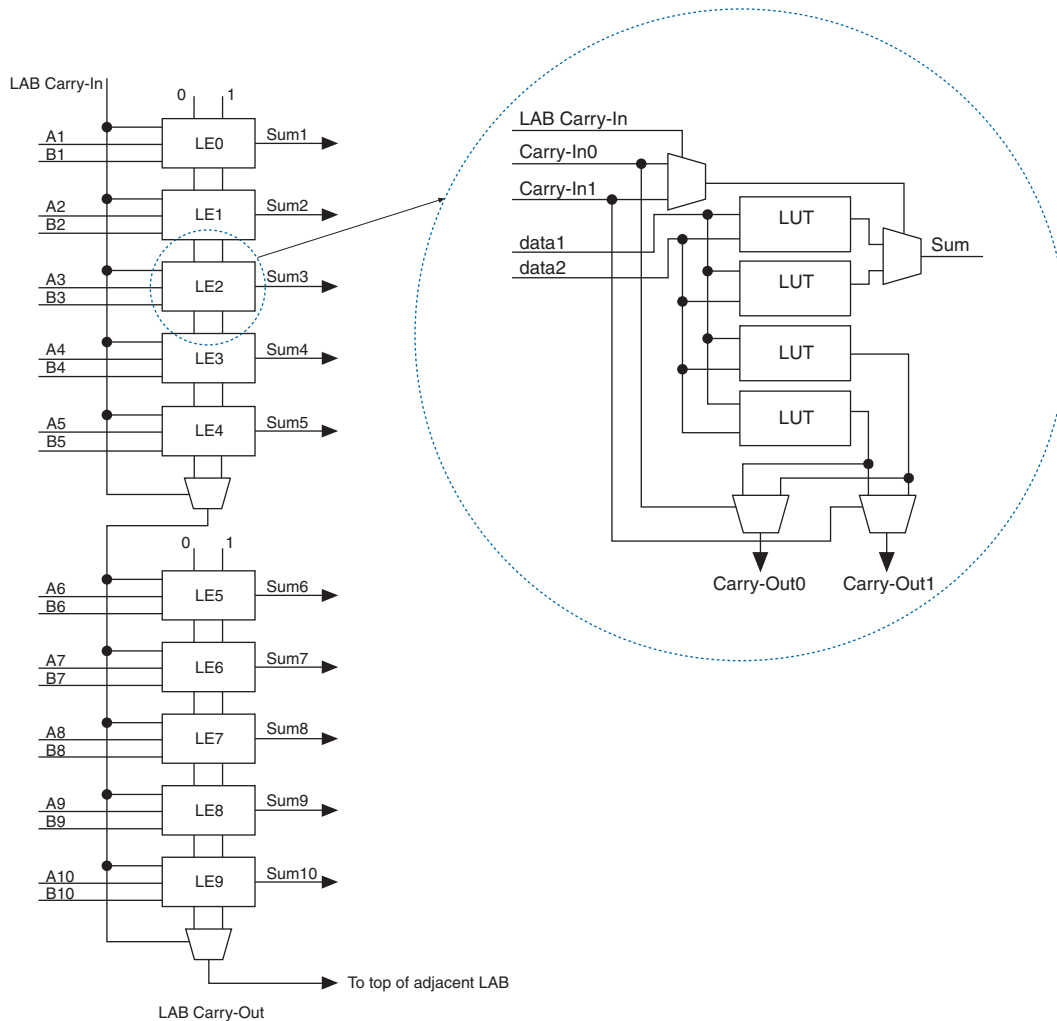 LAB Carry-In
0 1
A1
B1
LE0
Sum1
A2
B2
LE1
Sum2
A3
B3
LE2
Sum3
A4
B4
LE3
Sum4
A5
B5
LE4
Sum5
0 1
A6
B6
LE5
Sum6
A7
B7
LE6
Sum7
A8
B8
LE7
Sum8
A9
B9
LE8
Sum9
A10
B10
LE9
Sum10
To top of adjacent LAB
LAB Carry-Out
LAB Carry-In
Carry-In0
Carry-In1
data1
data2
LUT
LUT
LUT
LUT
Sum
Carry-Out0
Carry-Out1